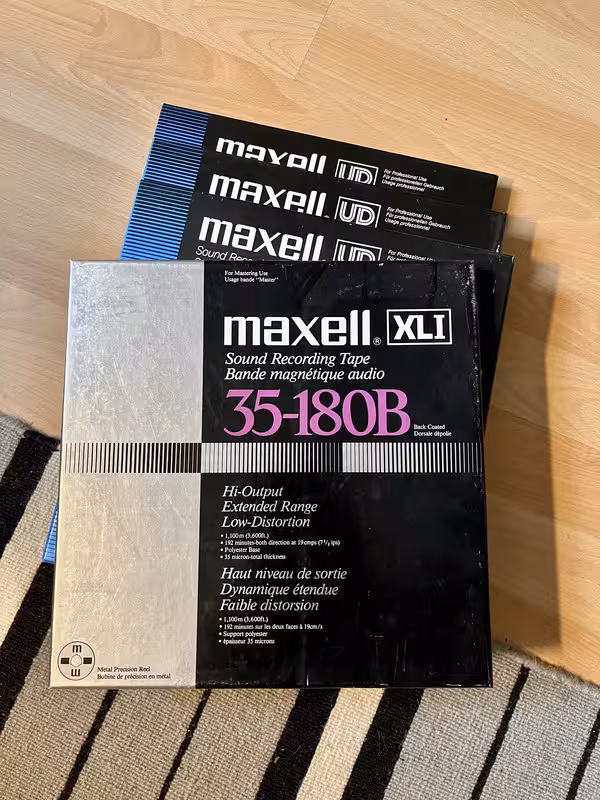 maxell UD
For Professional Use
Für professionellen Gebrauch
Usage professionnel
maxell UD
For Professional Use
Für professionellen Gebrauch
Usage professionnel
maxell UD
For Professional Use
Sound
For Mastering Use
Usage bande "Master"
maxell® XLI
Sound Recording Tape
Bande magnétique audio
35-180B
Back Coated
Dorsale dépolie
Hi-Output
Extended Range
Low-Distortion
• 1,100m (3,600ft.)
• 192 minutes-both direction at 19cmps (7½ ips)
• Polyester Base
• 35 micron-total thickness
Haut niveau de sortie
Dynamique étendue
Faible distorsion
• 1,100m (3,600ft.)
• 192 minutes sur les deux faces à 19cm/s
• Support polyester
• épaisseur 35 microns
m
m
Metal Precision Reel
Bobine de précision en métal